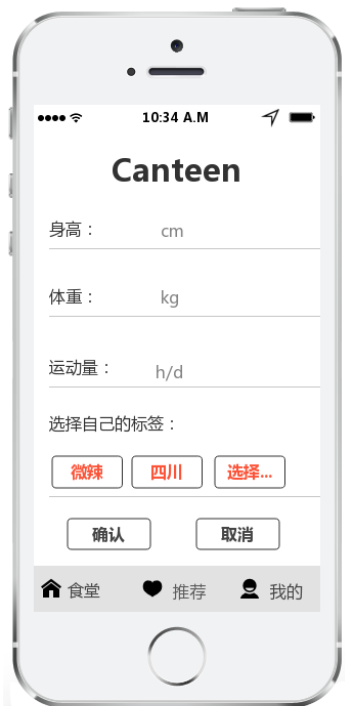 10:34 A.M
Canteen
身高：
cm
体重：
kg
运动量：
h/d
选择自己的标签：
微辣 四川 选择...
确认 取消
食堂 推荐 我的